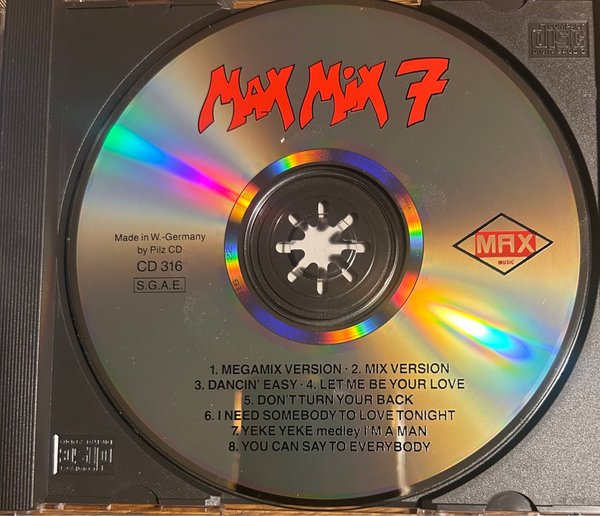 MAX MIX 7
Made in W.-Germany
by Pilz CD
CD 316
S.G.A.E.
MAX
MUSIC
1. MEGAMIX VERSION · 2. MIX VERSION
3. DANCIN' EASY · 4. LET ME BE YOUR LOVE
5. DON'T TURN YOUR BACK
6. I NEED SOMEBODY TO LOVE TONIGHT
7. YEKE YEKE medley I'M A MAN
8. YOU CAN SAY TO EVERYBODY